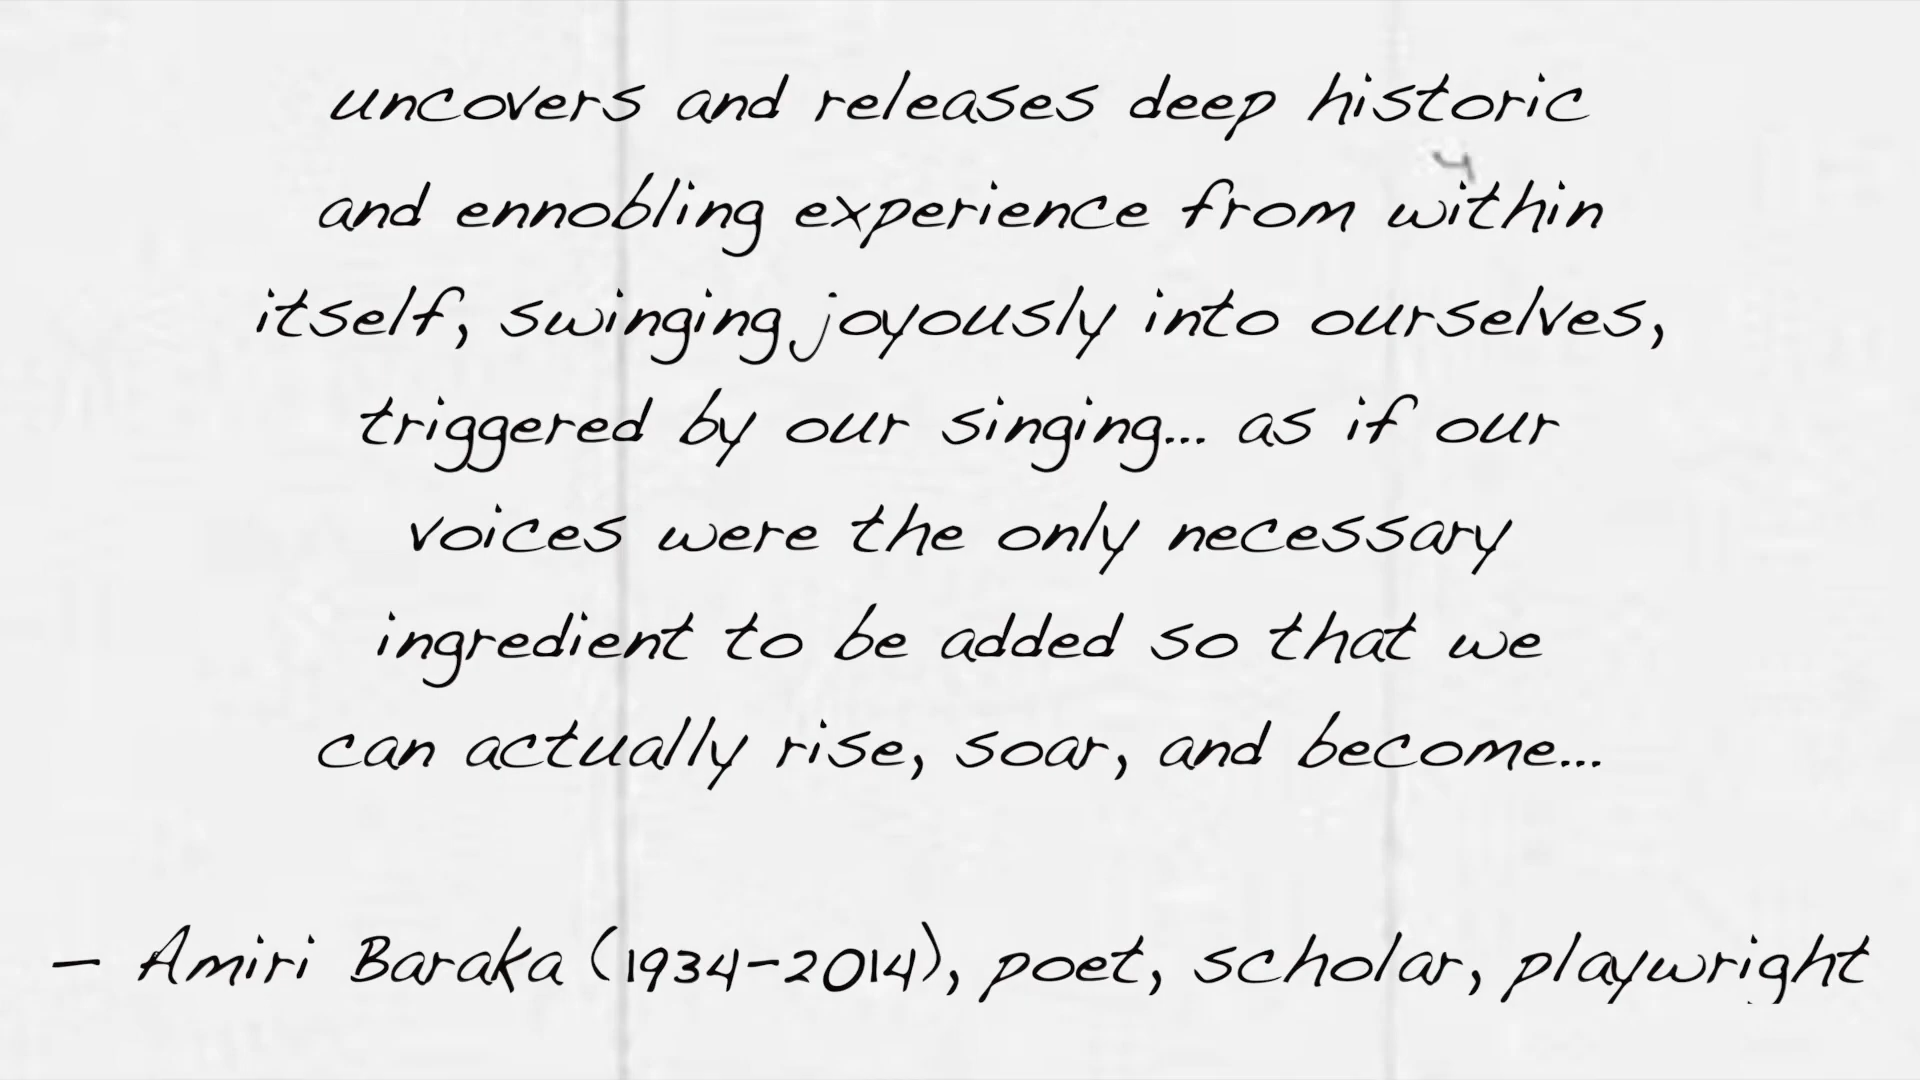 uncovers and releases deep historic
and ennobling experience from within
itself, swinging joyously into ourselves,
triggered by our singing... as if our
voices were the only necessary
ingredient to be added so that we
can actually rise, soar, and become...
– Amiri Baraka (1934-2014), poet, scholar, playwright